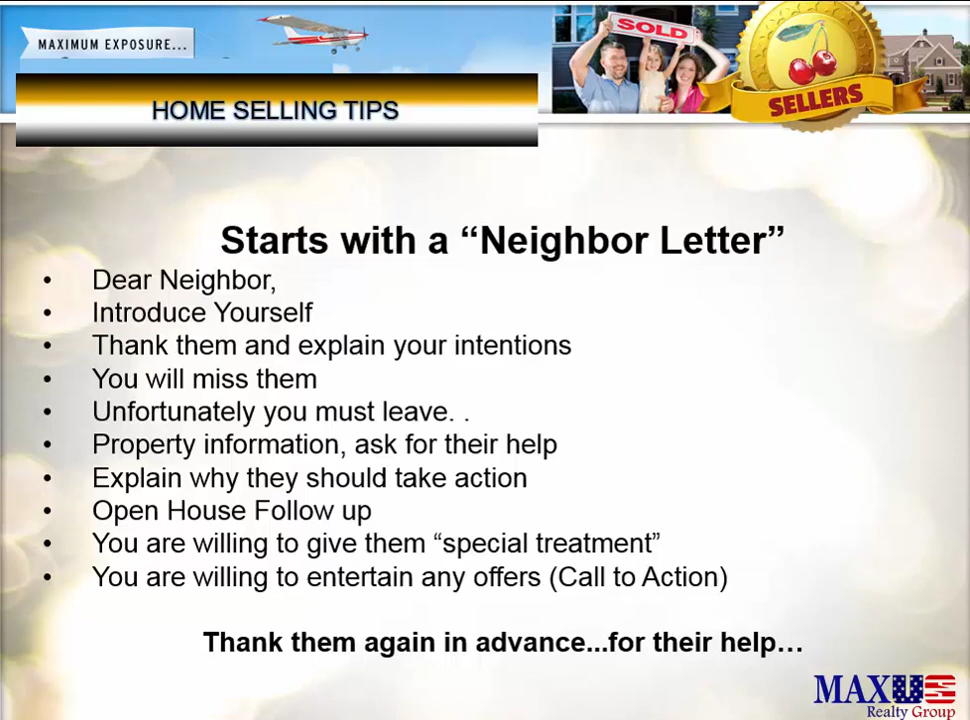 MAXIMUM EXPOSURE...
SOLD
SELLERS
HOME SELLING TIPS
Starts with a “Neighbor Letter”
• Dear Neighbor,
• Introduce Yourself
• Thank them and explain your intentions
• You will miss them
• Unfortunately you must leave. .
• Property information, ask for their help
• Explain why they should take action
• Open House Follow up
• You are willing to give them “special treatment”
• You are willing to entertain any offers (Call to Action)
Thank them again in advance...for their help…
MAXUS
Realty Group